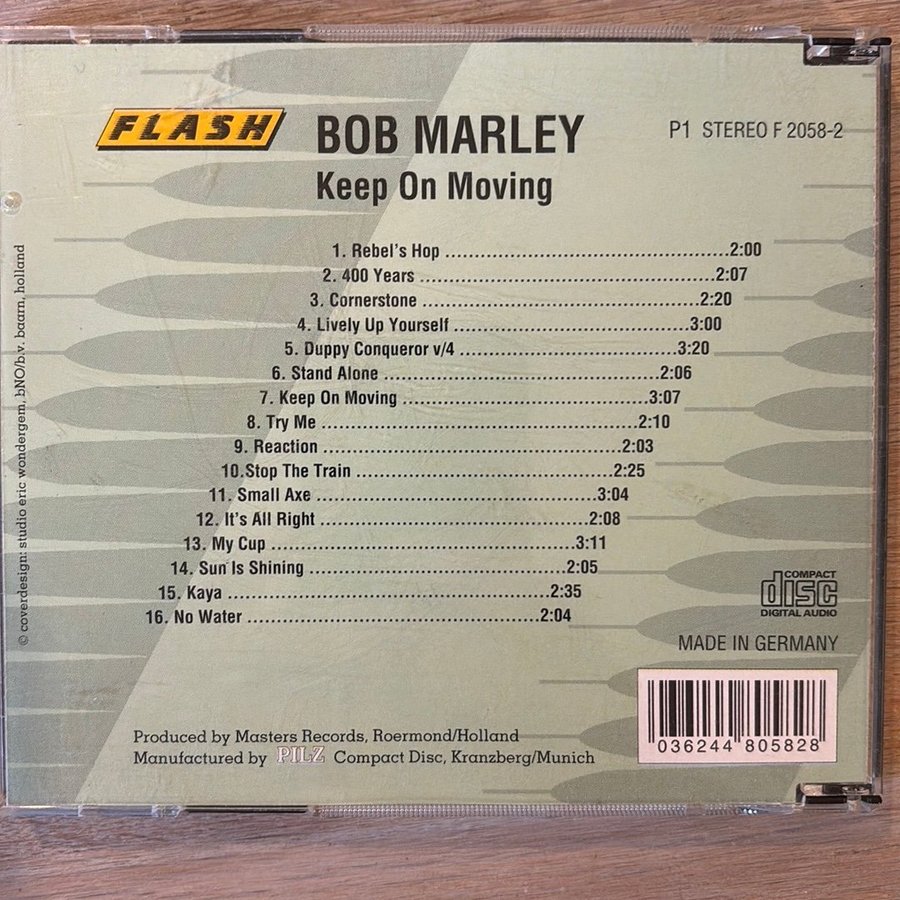 FLASH
BOB MARLEY
P1 STEREO F 2058-2
Keep On Moving
1. Rebel's Hop ................................................2:00
2. 400 Years ...................................................2:07
3. Cornerstone ................................................2:20
4. Lively Up Yourself ........................................3:00
5. Duppy Conqueror v/4 .....................................3:20
6. Stand Alone ................................................2:06
7. Keep On Moving ..........................................3:07
8. Try Me .......................................................2:10
9. Reaction ....................................................2:03
10.Stop The Train ............................................2:25
11. Small Axe .................................................3:04
12. It's All Right ..............................................2:08
13. My Cup .....................................................3:11
14. Sun Is Shining ............................................2:05
15. Kaya ........................................................2:35
16. No Water ...................................................2:04
© coverdesign: studio eric wondergem, bNO/b.v. baarn, holland
COMPACT
disc
DIGITAL AUDIO
MADE IN GERMANY
036244 805828
Produced by Masters Records, Roermond/Holland
Manufactured by PILZ Compact Disc, Kranzberg/Munich